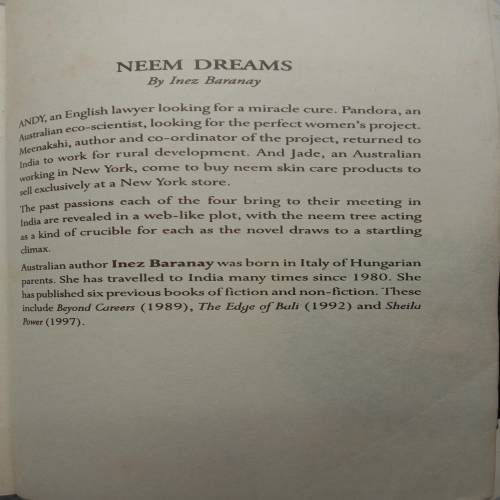 NEEM DREAMS
By Inez Baranay
ANDY, an English lawyer looking for a miracle cure. Pandora, an
Australian eco-scientist, looking for the perfect women's project.
Meenakshi, author and co-ordinator of the project, returned to
India to work for rural development. And Jade, an Australian
working in New York, come to buy neem skin care products to
sell exclusively at a New York store.
The past passions each of the four bring to their meeting in
India are revealed in a web-like plot, with the neem tree acting
as a kind of crucible for each as the novel draws to a startling
climax.
Australian author Inez Baranay was born in Italy of Hungarian
parents. She has travelled to India many times since 1980. She
has published six previous books of fiction and non-fiction. These
include Beyond Careers (1989), The Edge of Bali (1992) and Sheila
Power (1997).